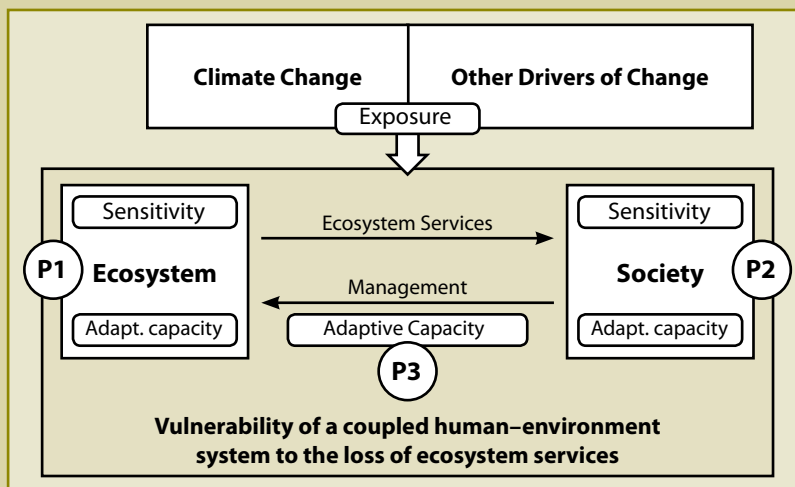 Climate Change
Other Drivers of Change
Exposure
Sensitivity
Ecosystem Services
Sensitivity
P1
Ecosystem
Society
P2
Management
Adapt. capacity
Adaptive Capacity
Adapt. capacity
P3
Vulnerability of a coupled human–environment
system to the loss of ecosystem services